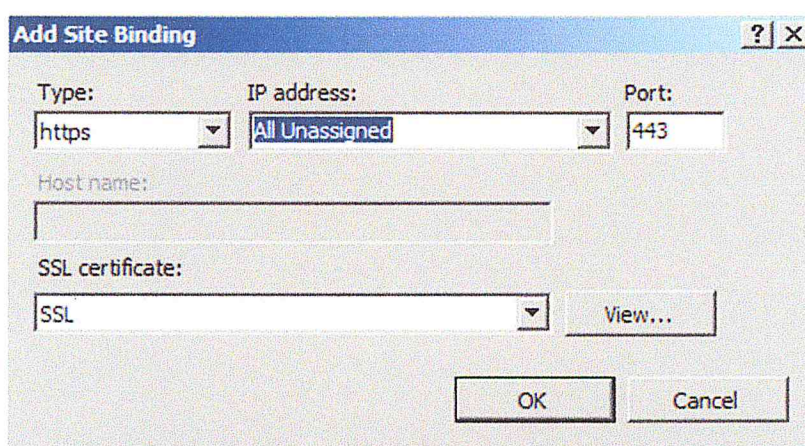 Add Site Binding ? ×
Type: IP address: Port:
https All Unassigned 443
Host name:
SSL certificate:
SSL View...
OK Cancel